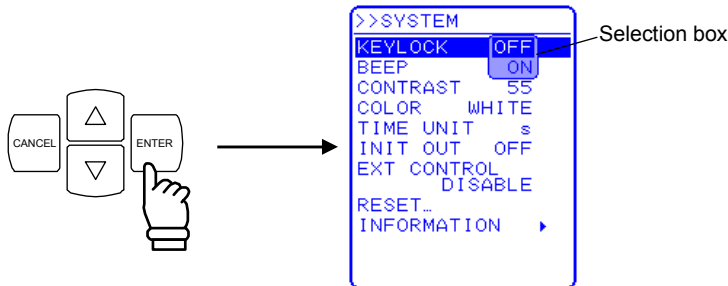 >>SYSTEM
Selection box
KEYLOCK OFF
BEEP ON
CONTRAST 55
COLOR WHITE
TIME UNIT s
INIT OUT OFF
EXT CONTROL
DISABLE
RESET…
INFORMATION ▸
CANCEL △ ENTER
▽